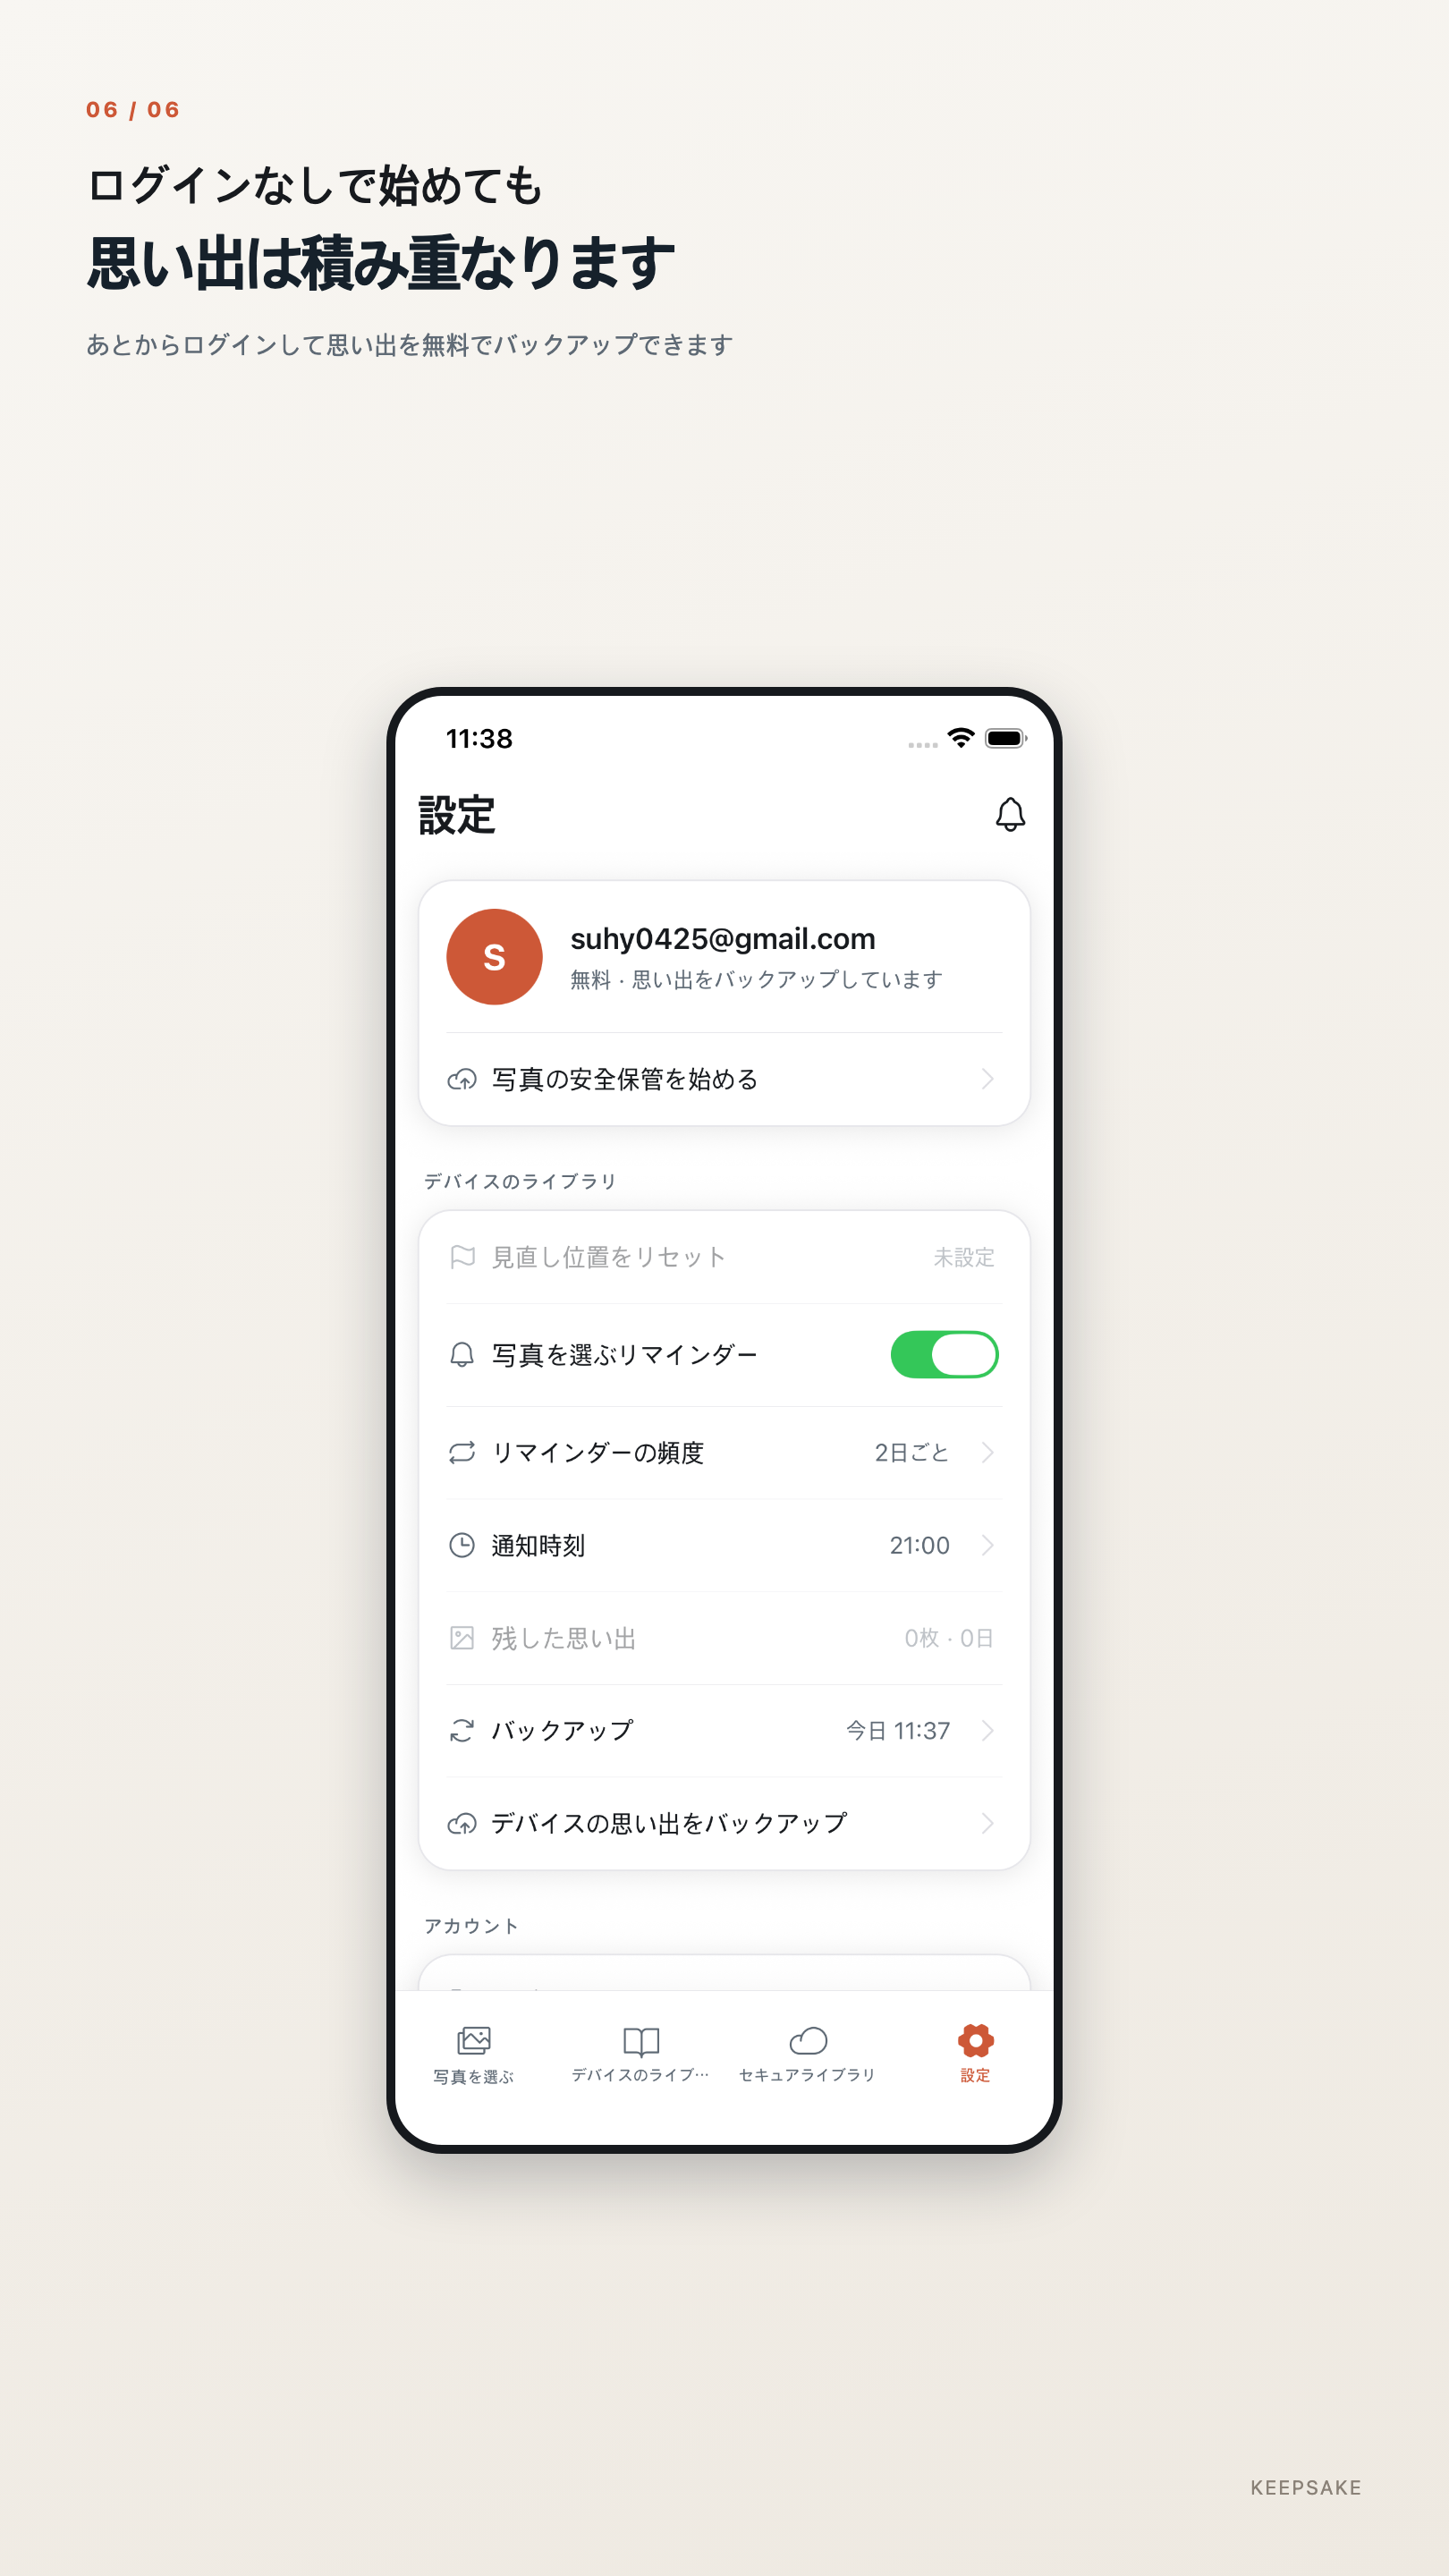 06 / 06
ログインなしで始めても
思い出は積み重なります
あとからログインして思い出を無料でバックアップできます
11:38
設定
S
suhy0425@gmail.com
無料 · 思い出をバックアップしています
写真の安全保管を始める
デバイスのライブラリ
見直し位置をリセット 未設定
写真を選ぶリマインダー
リマインダーの頻度 2日ごと
通知時刻 21:00
残した思い出 0枚 · 0日
バックアップ 今日 11:37
デバイスの思い出をバックアップ
アカウント
写真を選ぶ デバイスのライブ… セキュアライブラリ 設定
KEEPSAKE